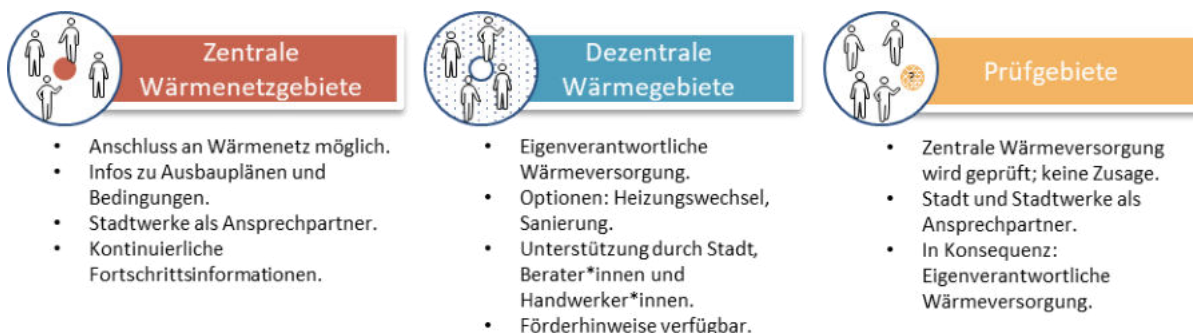 Zentrale
Wärmenetzgebiete
• Anschluss an Wärmenetz möglich.
• Infos zu Ausbauplänen und
Bedingungen.
• Stadtwerke als Ansprechpartner.
• Kontinuierliche
Fortschrittsinformationen.
Dezentrale
Wärmegebiete
• Eigenverantwortliche
Wärmeversorgung.
• Optionen: Heizungswechsel,
Sanierung.
• Unterstützung durch Stadt,
Berater*innen und
Handwerker*innen.
• Förderhinweise verfügbar.
Prüfgebiete
?
• Zentrale Wärmeversorgung
wird geprüft; keine Zusage.
• Stadt und Stadtwerke als
Ansprechpartner.
• In Konsequenz:
Eigenverantwortliche
Wärmeversorgung.